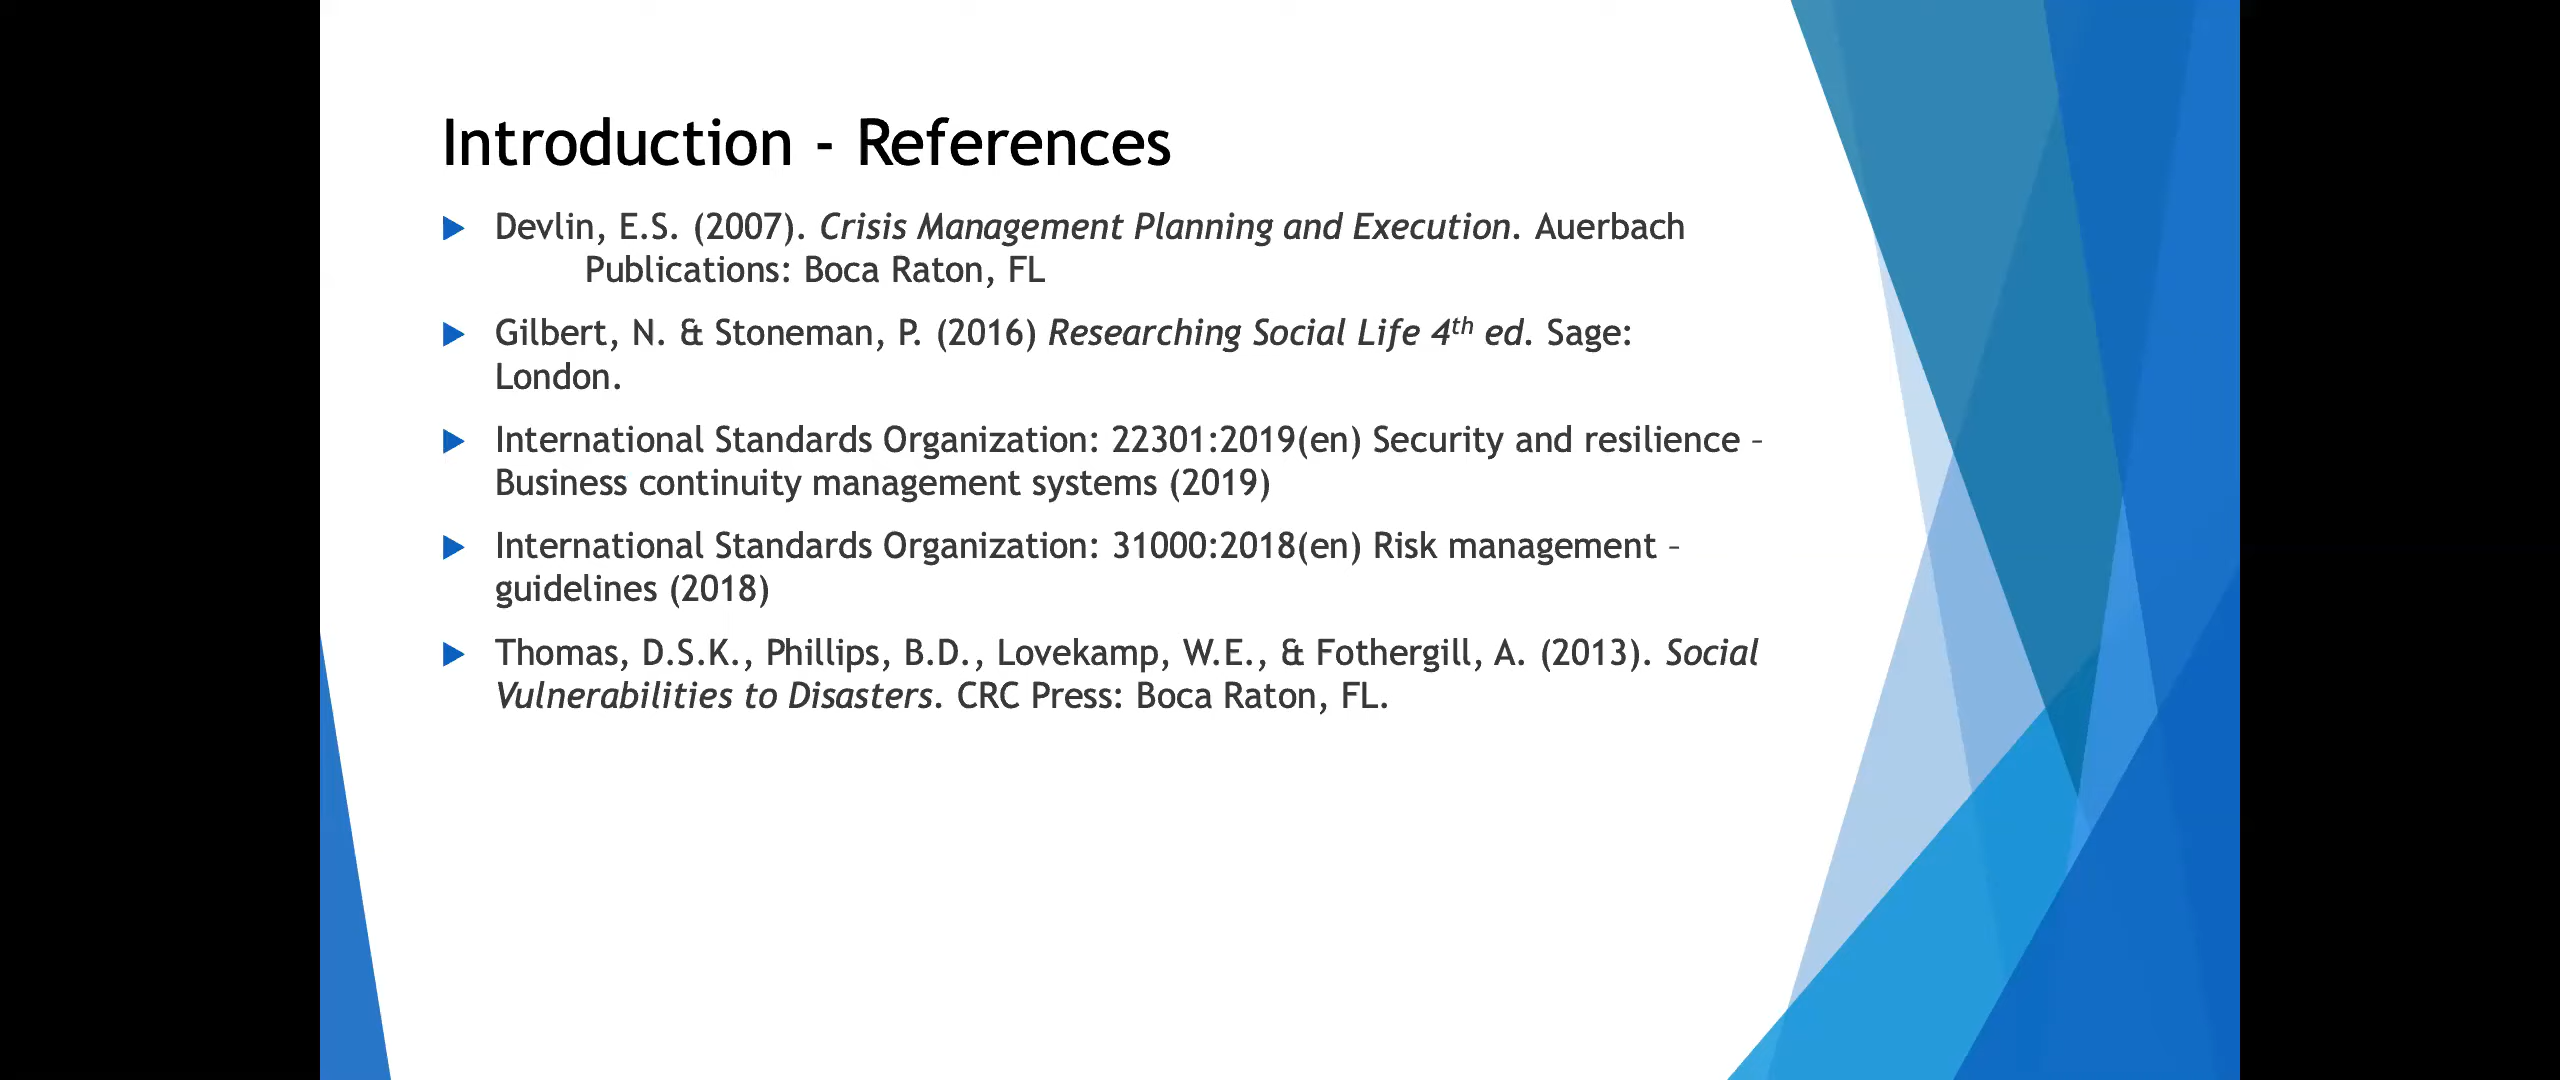 Introduction - References
Devlin, E.S. (2007). Crisis Management Planning and Execution. Auerbach
Publications: Boca Raton, FL
Gilbert, N. & Stoneman, P. (2016) Researching Social Life 4th ed. Sage:
London.
International Standards Organization: 22301:2019(en) Security and resilience –
Business continuity management systems (2019)
International Standards Organization: 31000:2018(en) Risk management –
guidelines (2018)
Thomas, D.S.K., Phillips, B.D., Lovekamp, W.E., & Fothergill, A. (2013). Social
Vulnerabilities to Disasters. CRC Press: Boca Raton, FL.